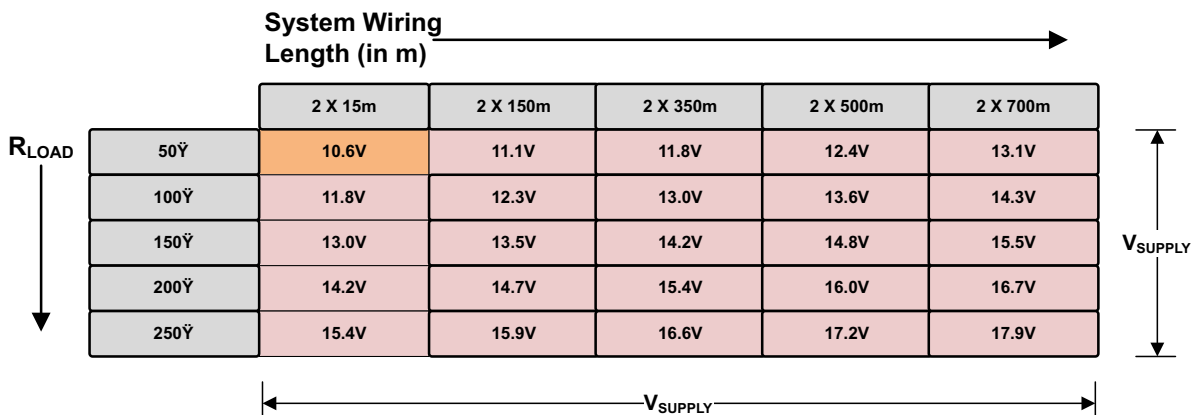 System Wiring
Length (in m)
2 X 15m 2 X 150m 2 X 350m 2 X 500m 2 X 700m
RLOAD
50Ÿ 10.6V 11.1V 11.8V 12.4V 13.1V
100Ÿ 11.8V 12.3V 13.0V 13.6V 14.3V
150Ÿ 13.0V 13.5V 14.2V 14.8V 15.5V
VSUPPLY
200Ÿ 14.2V 14.7V 15.4V 16.0V 16.7V
250Ÿ 15.4V 15.9V 16.6V 17.2V 17.9V
VSUPPLY